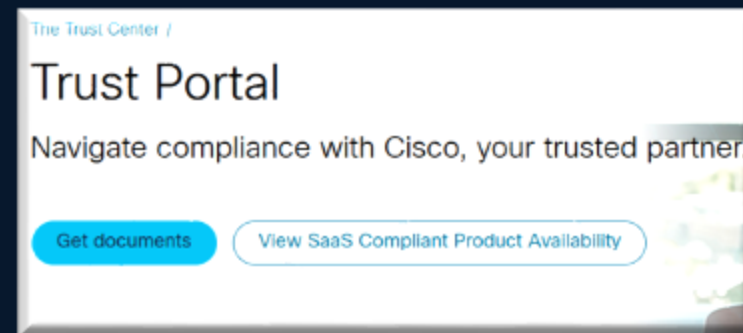 The Trust Center /
Trust Portal
Navigate compliance with Cisco, your trusted partner
Get documents
View SaaS Compliant Product Availability